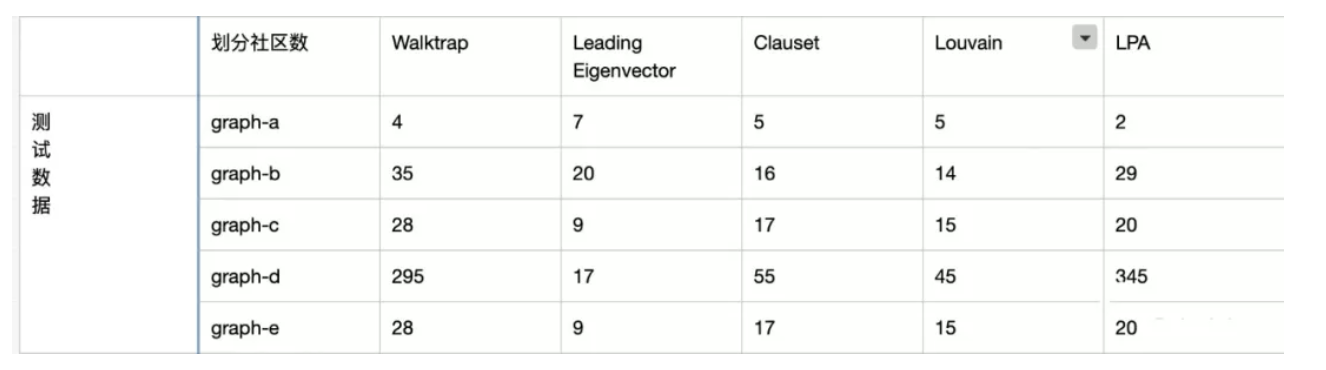 划分社区数 Walktrap Leading Eigenvector Clauset Louvain LPA
测试数据
graph-a 4 7 5 5 2
graph-b 35 20 16 14 29
graph-c 28 9 17 15 20
graph-d 295 17 55 45 345
graph-e 28 9 17 15 20